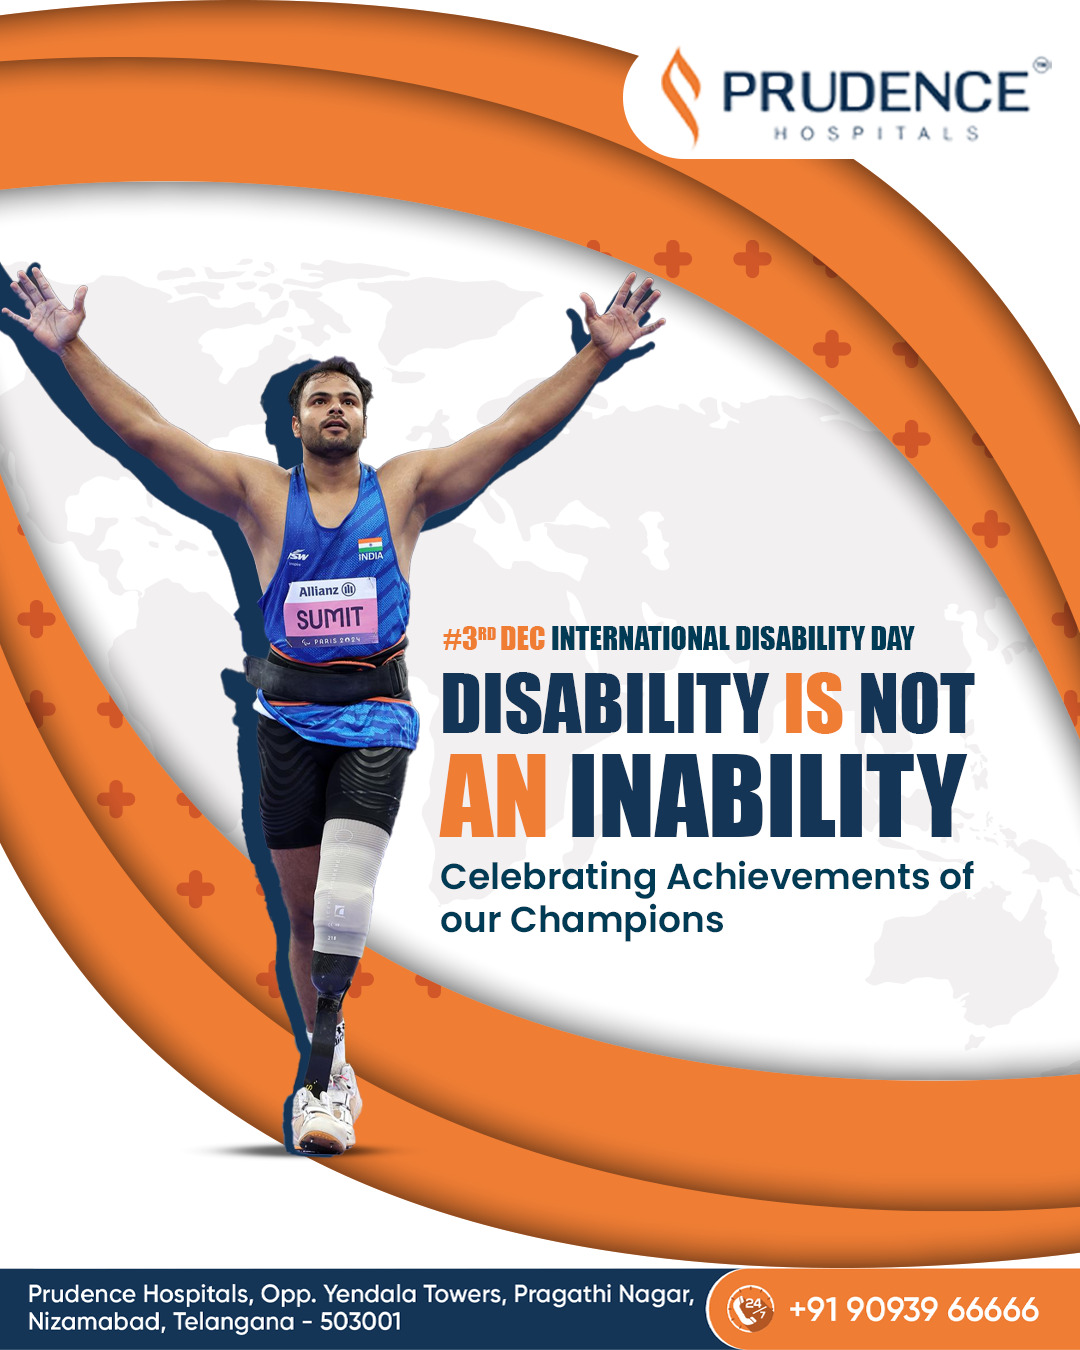 PRUDENCE
HOSPITALS
INDIA
Allianz
SUMIT
PARIS 2024
#3RD DEC INTERNATIONAL DISABILITY DAY
DISABILITY IS NOT
AN INABILITY
Celebrating Achievements of
our Champions
Prudence Hospitals, Opp. Yendala Towers, Pragathi Nagar,
Nizamabad, Telangana - 503001
24/7
+91 90939 66666